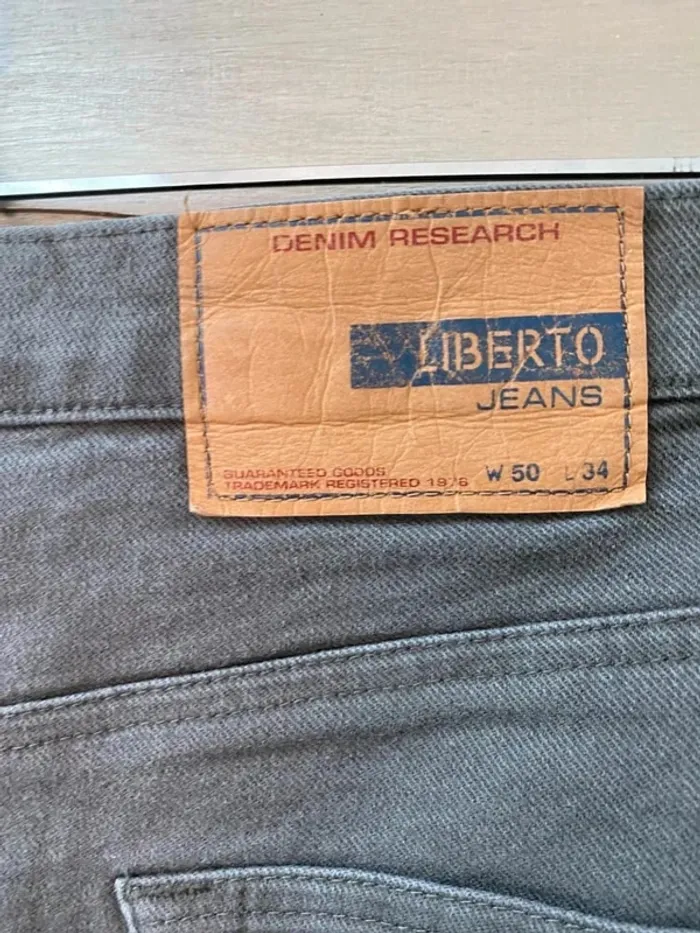 DENIM RESEARCH
LIBERTO
JEANS
GUARANTEED GOODS
TRADEMARK REGISTERED 1976
W 50 L 34